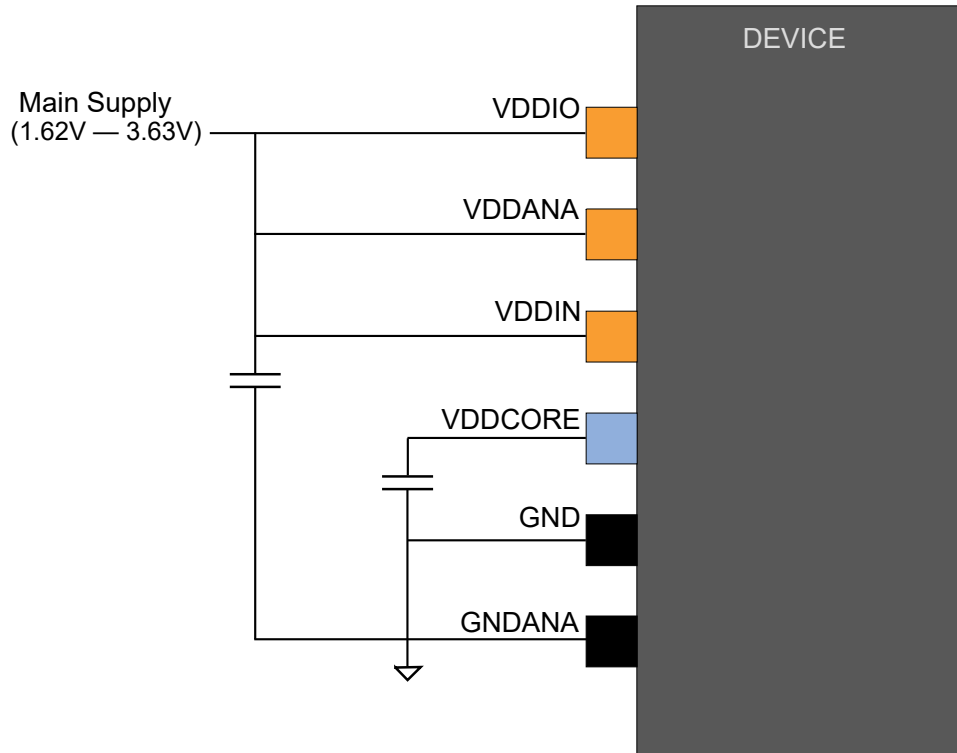 DEVICE
Main Supply
(1.62V — 3.63V)
VDDIO
VDDANA
VDDIN
VDDCORE
GND
GNDANA